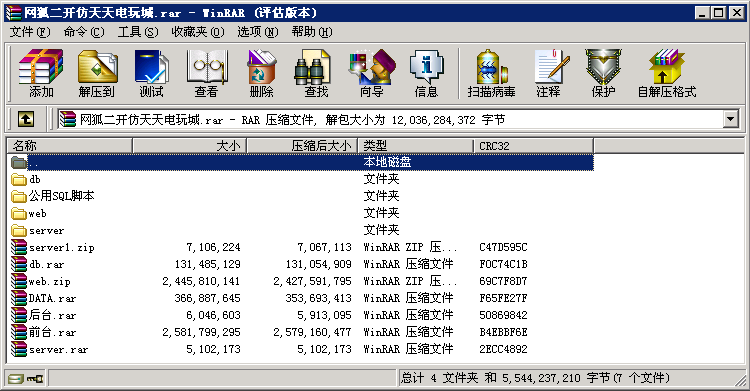 网狐二开仿天天电玩城.rar - WinRAR (评估版本)
文件(F) 命令(C) 工具(S) 收藏夹(O) 选项(N) 帮助(H)
添加 解压到 测试 查看 删除 查找 向导 信息 扫描病毒 注释 保护 自解压格式
网狐二开仿天天电玩城.rar - RAR 压缩文件, 解包大小为 12,036,284,372 字节
名称 大小 压缩后大小 类型 CRC32
.. 本地磁盘
db 文件夹
公用SQL脚本 文件夹
web 文件夹
server 文件夹
server1.zip 7,106,224 7,067,113 WinRAR ZIP 压... C47D595C
db.rar 131,485,129 131,054,909 WinRAR 压缩文件 F0C74C1B
web.zip 2,445,810,141 2,427,591,795 WinRAR ZIP 压... 69C7F8D7
DATA.rar 366,887,645 353,693,413 WinRAR 压缩文件 F65FE27F
后台.rar 6,046,603 5,913,095 WinRAR 压缩文件 50869842
前台.rar 2,581,799,295 2,579,160,477 WinRAR 压缩文件 B4EBBF6E
server.rar 5,102,173 5,102,173 WinRAR 压缩文件 2ECC4892
总计 4 文件夹 和 5,544,237,210 字节(7 个文件)